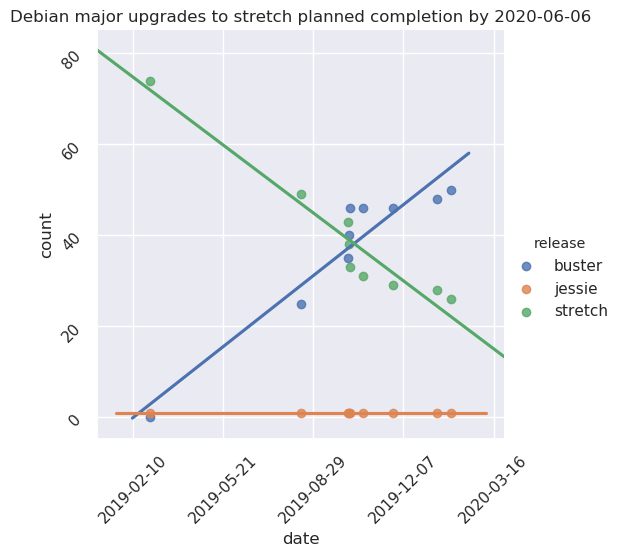 Debian major upgrades to stretch planned completion by 2020-06-06
80
60
40
20
0
count
2019-02-10
2019-05-21
2019-08-29
2019-12-07
2020-03-16
date
release
buster
jessie
stretch